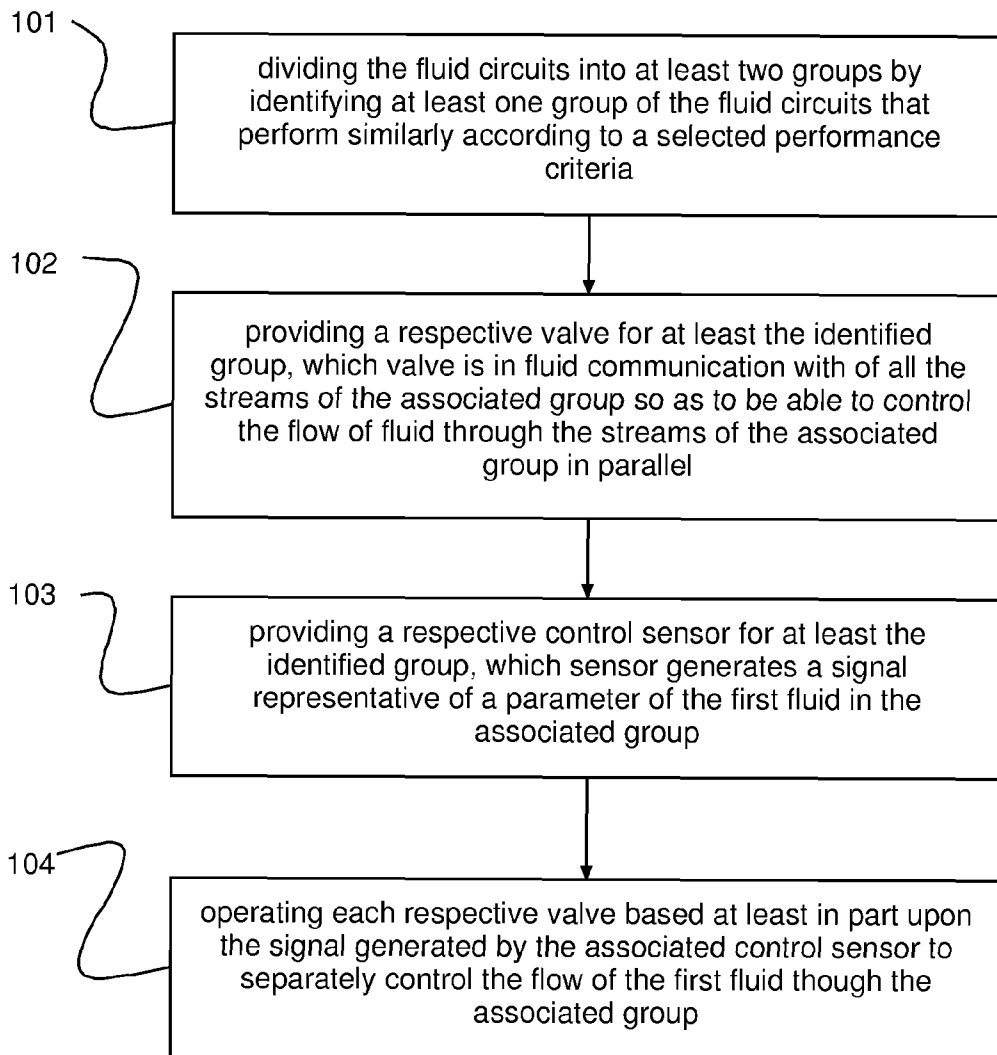 101
dividing the fluid circuits into at least two groups by
identifying at least one group of the fluid circuits that
perform similarly according to a selected performance
criteria
102
providing a respective valve for at least the identified
group, which valve is in fluid communication with of all the
streams of the associated group so as to be able to control
the flow of fluid through the streams of the associated
group in parallel
103
providing a respective control sensor for at least the
identified group, which sensor generates a signal
representative of a parameter of the first fluid in the
associated group
104
operating each respective valve based at least in part upon
the signal generated by the associated control sensor to
separately control the flow of the first fluid though the
associated group